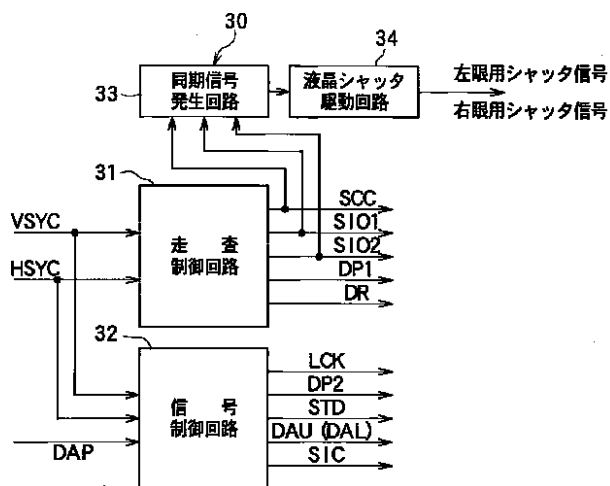 30
34
33
同期信号
発生回路
液晶シャッタ
駆動回路
左眼用シャッタ信号
右眼用シャッタ信号
31
VSYC
HSYC
走査
制御回路
SCC
SIO1
SIO2
DP1
DR
32
信号
制御回路
DAP
LCK
DP2
STD
DAU (DAL)
SIC